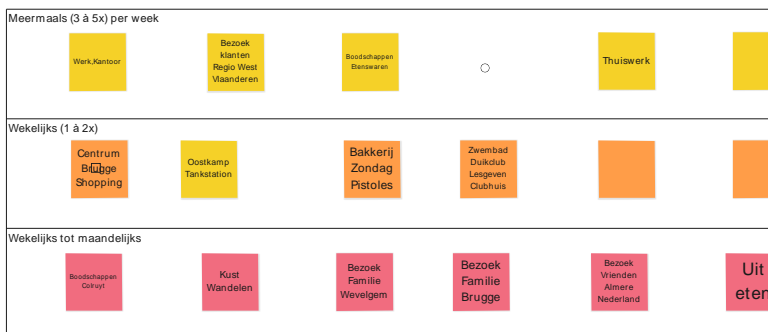 Meermaals (3 à 5x) per week
Werk,Kantoor
Bezoek
klanten
Regio West
Vlaanderen
Boodschappen
Etenswaren
Thuiswerk
Wekelijks (1 à 2x)
Centrum
Brugge
Shopping
Oostkamp
Tankstation
Bakkerij
Zondag
Pistoles
Zwembad
Duikclub
Lesgeven
Clubhuis
Wekelijks tot maandelijks
Boodschappen
Colruyt
Kust
Wandelen
Bezoek
Familie
Wevelgem
Bezoek
Familie
Brugge
Bezoek
Vrienden
Almere
Nederland
Uit
eten